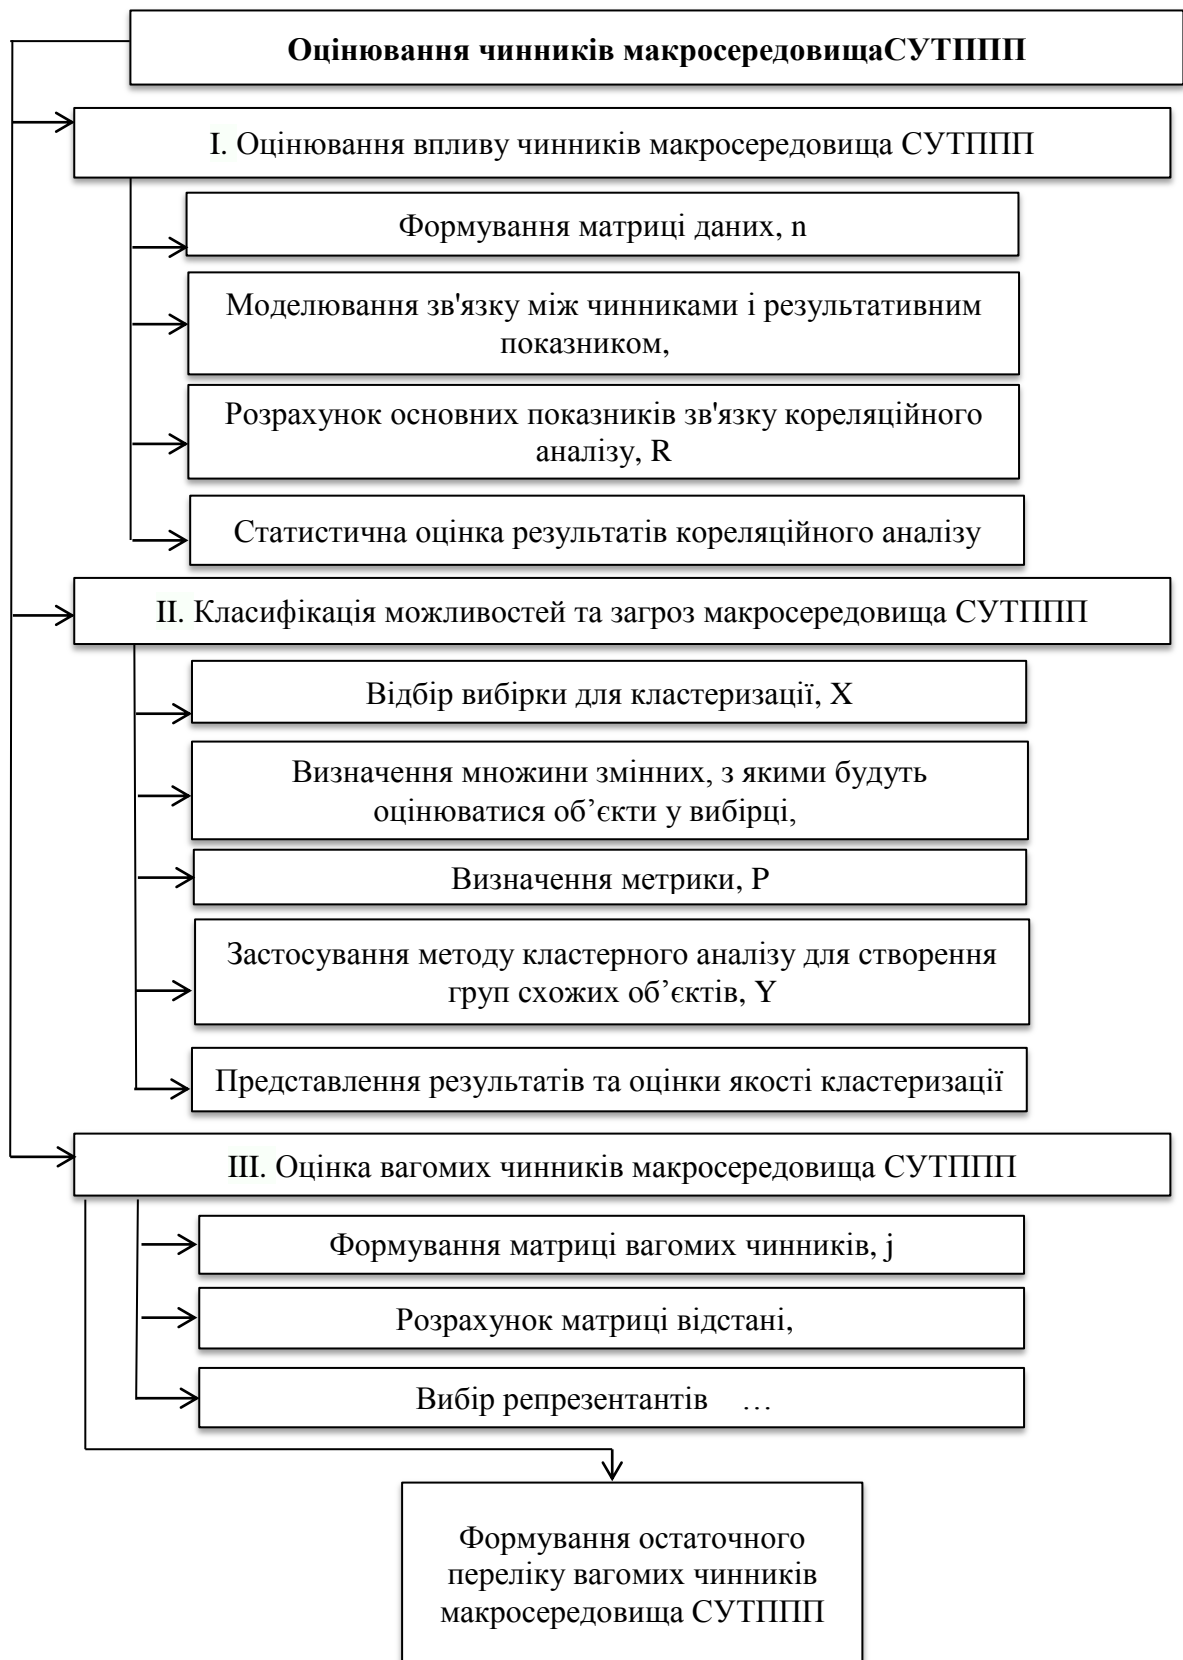 Оцінювання чинників макросередовищаСУТППП
І. Оцінювання впливу чинників макросередовища СУТППП
Формування матриці даних, n
Моделювання зв'язку між чинниками і результативним
показником,
Розрахунок основних показників зв'язку кореляційного
аналізу, R
Статистична оцінка результатів кореляційного аналізу
ІІ. Класифікація можливостей та загроз макросередовища СУТППП
Відбір вибірки для кластеризації, X
Визначення множини змінних, з якими будуть
оцінюватися об’єкти у вибірці,
Визначення метрики, P
Застосування методу кластерного аналізу для створення
груп схожих об’єктів, Y
Представлення результатів та оцінки якості кластеризації
ІІІ. Оцінка вагомих чинників макросередовища СУТППП
Формування матриці вагомих чинників, j
Розрахунок матриці відстані,
Вибір репрезентантів …
Формування остаточного
переліку вагомих чинників
макросередовища СУТППП